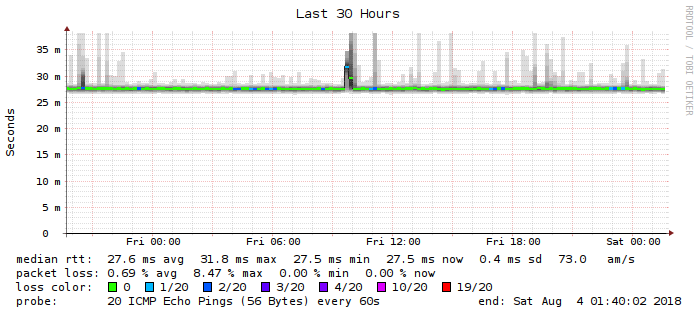 Last 30 Hours
RRDTOOL / TOBI OETIKER
Seconds
35 m
30 m
25 m
20 m
15 m
10 m
5 m
0
Fri 00:00 Fri 06:00 Fri 12:00 Fri 18:00 Sat 00:00
median rtt: 27.6 ms avg 31.8 ms max 27.5 ms min 27.5 ms now 0.4 ms sd 73.0 am/s
packet loss: 0.69 % avg 8.47 % max 0.00 % min 0.00 % now
loss color: 0 1/20 2/20 3/20 4/20 10/20 19/20
probe: 20 ICMP Echo Pings (56 Bytes) every 60s end: Sat Aug 4 01:40:02 2018